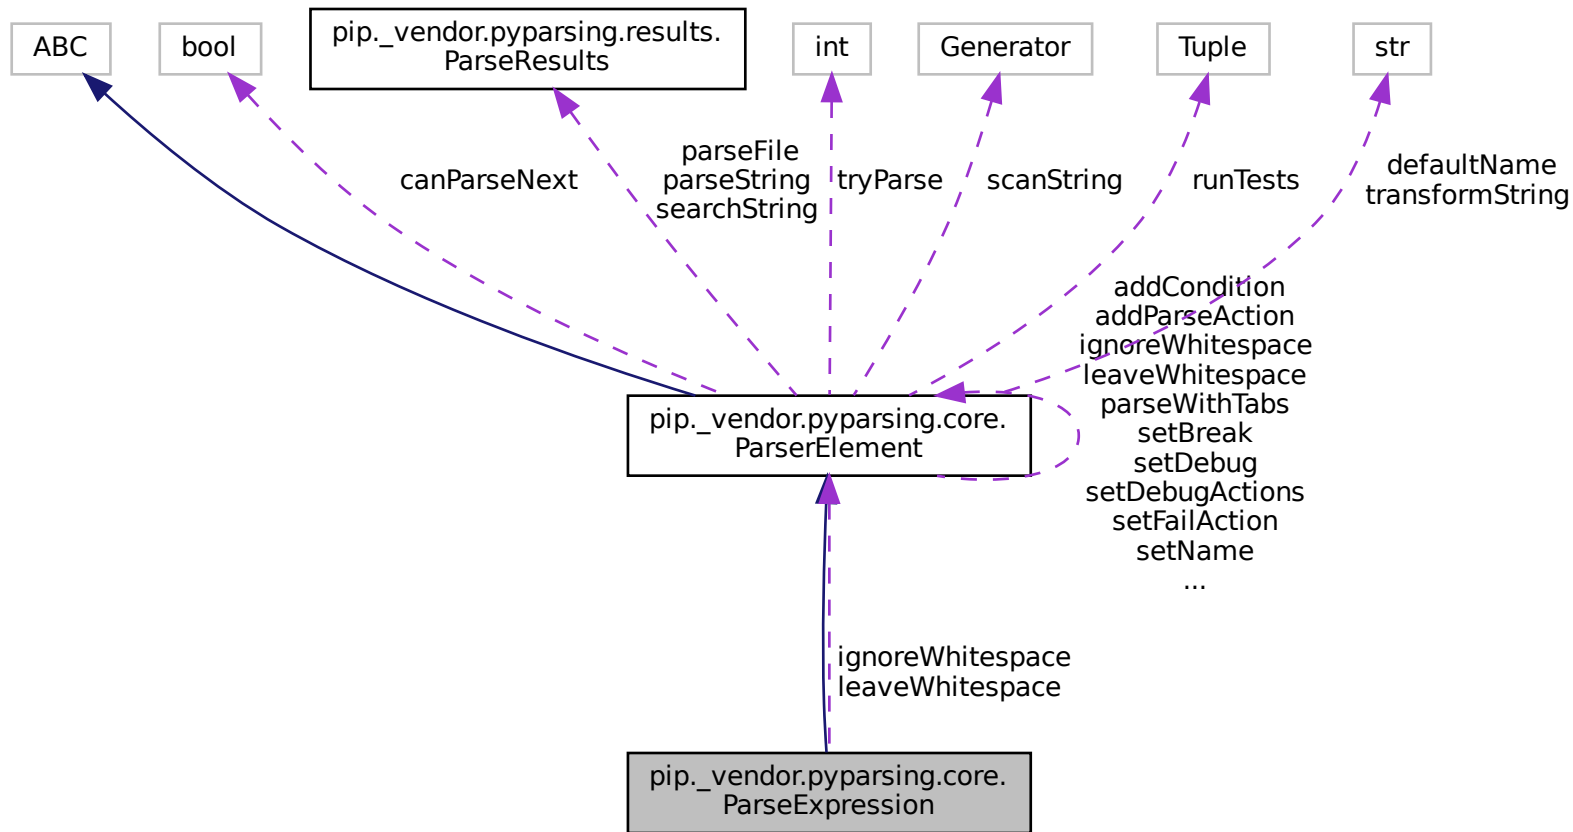 ABC
bool
pip._vendor.pyparsing.results.
ParseResults
int
Generator
Tuple
str
canParseNext
parseFile
parseString
searchString
tryParse
scanString
runTests
defaultName
transformString
addCondition
addParseAction
ignoreWhitespace
leaveWhitespace
parseWithTabs
setBreak
setDebug
setDebugActions
setFailAction
setName
...
pip._vendor.pyparsing.core.
ParserElement
ignoreWhitespace
leaveWhitespace
pip._vendor.pyparsing.core.
ParseExpression